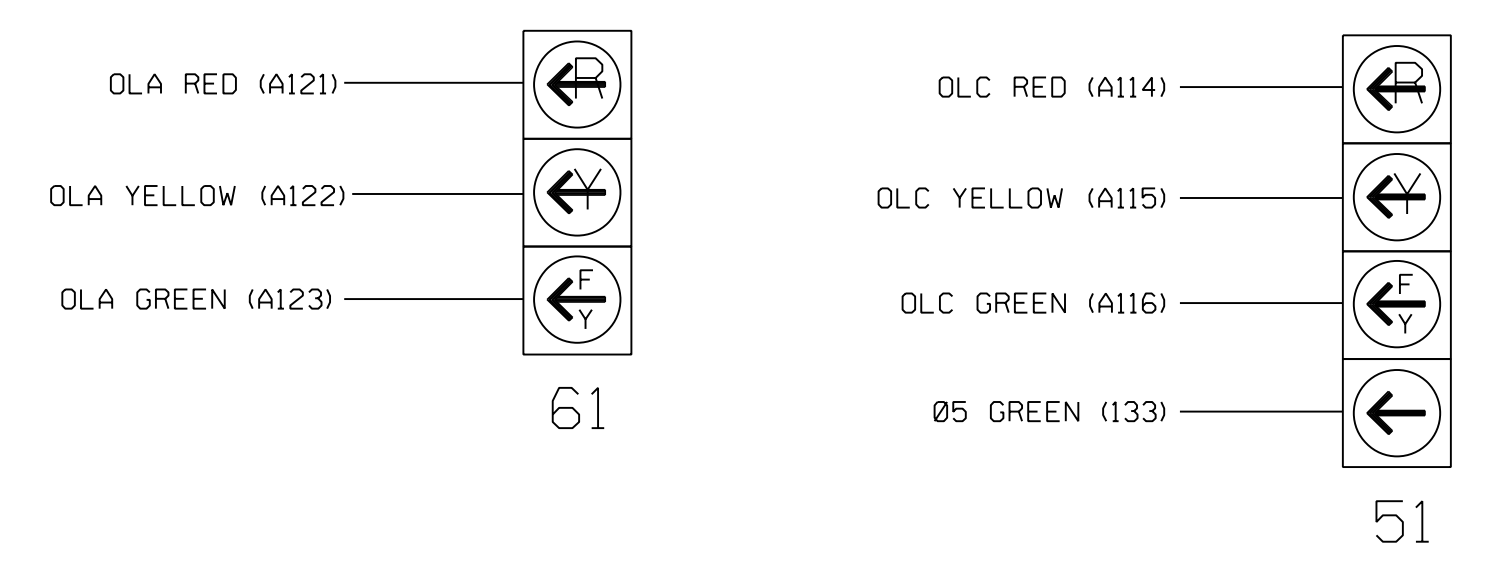 OLA RED (A121)
R
OLA YELLOW (A122)
Y
OLA GREEN (A123)
F
Y
61
OLC RED (A114)
R
OLC YELLOW (A115)
Y
OLC GREEN (A116)
F
Y
Ø5 GREEN (133)
51